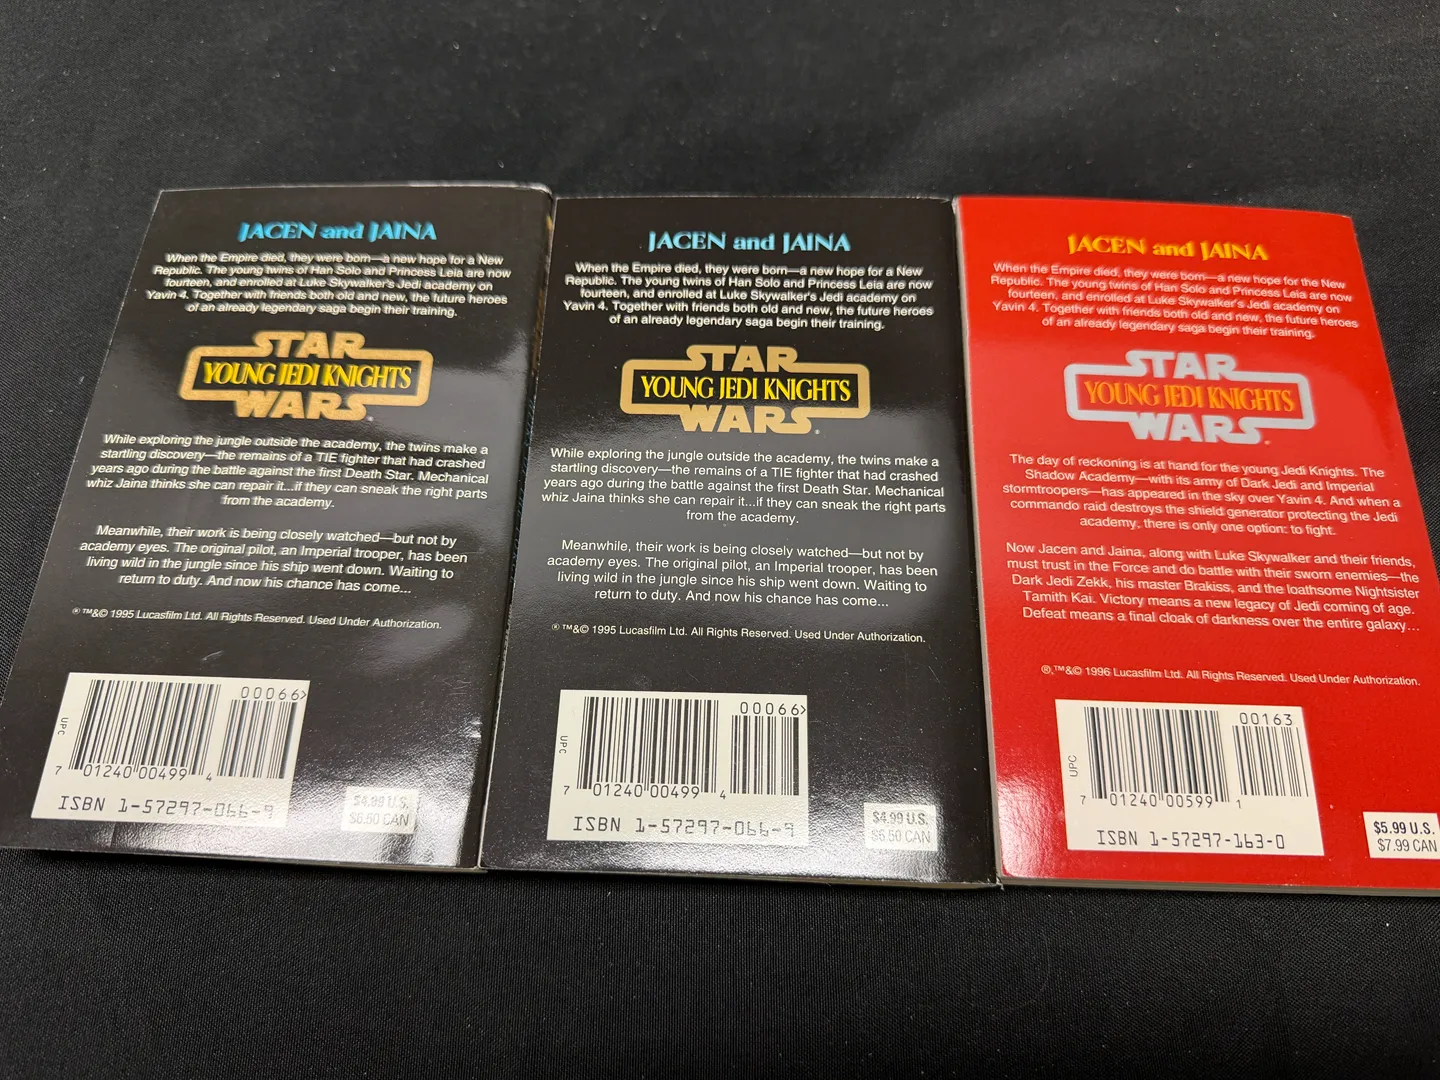 JACEN and JAINA
When the Empire died, they were born—a new hope for a New
Republic. The young twins of Han Solo and Princess Leia are now
fourteen, and enrolled at Luke Skywalker's Jedi academy on
Yavin 4. Together with friends both old and new, the future heroes
of an already legendary saga begin their training.
STAR
YOUNG JEDI KNIGHTS
WARS®
While exploring the jungle outside the academy, the twins make a
startling discovery—the remains of a TIE fighter that had crashed
years ago during the battle against the first Death Star. Mechanical
whiz Jaina thinks she can repair it...if they can sneak the right parts
from the academy.
Meanwhile, their work is being closely watched—but not by
academy eyes. The original pilot, an Imperial trooper, has been
living wild in the jungle since his ship went down. Waiting to
return to duty. And now his chance has come...
® ™&© 1995 Lucasfilm Ltd. All Rights Reserved. Used Under Authorization.
00066>
UPC
7 01240 00499 4
ISBN 1-57297-066-9
$4.99 U.S.
$6.50 CAN
JACEN and JAINA
When the Empire died, they were born—a new hope for a New
Republic. The young twins of Han Solo and Princess Leia are now
fourteen, and enrolled at Luke Skywalker's Jedi academy on
Yavin 4. Together with friends both old and new, the future heroes
of an already legendary saga begin their training.
STAR
YOUNG JEDI KNIGHTS
WARS®
While exploring the jungle outside the academy, the twins make a
startling discovery—the remains of a TIE fighter that had crashed
years ago during the battle against the first Death Star. Mechanical
whiz Jaina thinks she can repair it...if they can sneak the right parts
from the academy.
Meanwhile, their work is being closely watched—but not by
academy eyes. The original pilot, an Imperial trooper, has been
living wild in the jungle since his ship went down. Waiting to
return to duty. And now his chance has come...
® ™&© 1995 Lucasfilm Ltd. All Rights Reserved. Used Under Authorization.
00066>
UPC
7 01240 00499 4
ISBN 1-57297-066-9
$4.99 U.S.
$6.50 CAN
JACEN and JAINA
When the Empire died, they were born—a new hope for the New
Republic. The young twins of Han Solo and Princess Leia are now
fourteen, and enrolled at Luke Skywalker's Jedi academy on
Yavin 4. Together with friends both old and new, the future heroes
of an already legendary saga begin their training.
STAR
YOUNG JEDI KNIGHTS
WARS®
The day of reckoning is at hand for the young Jedi Knights. The
Shadow Academy—with its army of Dark Jedi and Imperial
stormtroopers—has appeared in the sky over Yavin 4. And when a
commando raid destroys the shield generator protecting the Jedi
academy, there is only one option: to fight.
Now Jacen and Jaina, along with Luke Skywalker and their friends,
must trust in the Force and do battle with their sworn enemies—the
Dark Jedi Zekk, his master Brakiss, and the loathsome Nightsister
Tamith Kai. Victory means a new legacy of Jedi coming of age.
Defeat means a final cloak of darkness over the entire galaxy...
®,™&© 1996 Lucasfilm Ltd. All Rights Reserved. Used Under Authorization.
00163
UPC
7 01240 00599 1
ISBN 1-57297-163-0
$5.99 U.S.
$7.99 CAN